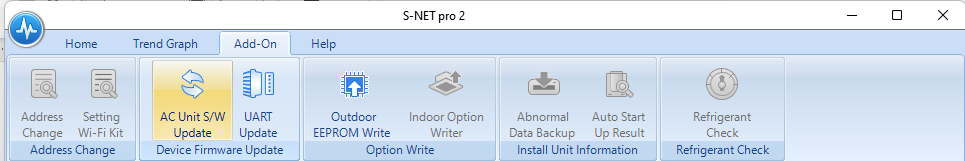 S-NET pro 2
Home Trend Graph Add-On Help
Address Change Setting Wi-Fi Kit AC Unit S/W Update UART Update Outdoor EEPROM Write Indoor Option Writer Abnormal Data Backup Auto Start Up Result Refrigerant Check
Address Change Device Firmware Update Option Write Install Unit Information Refrigerant Check